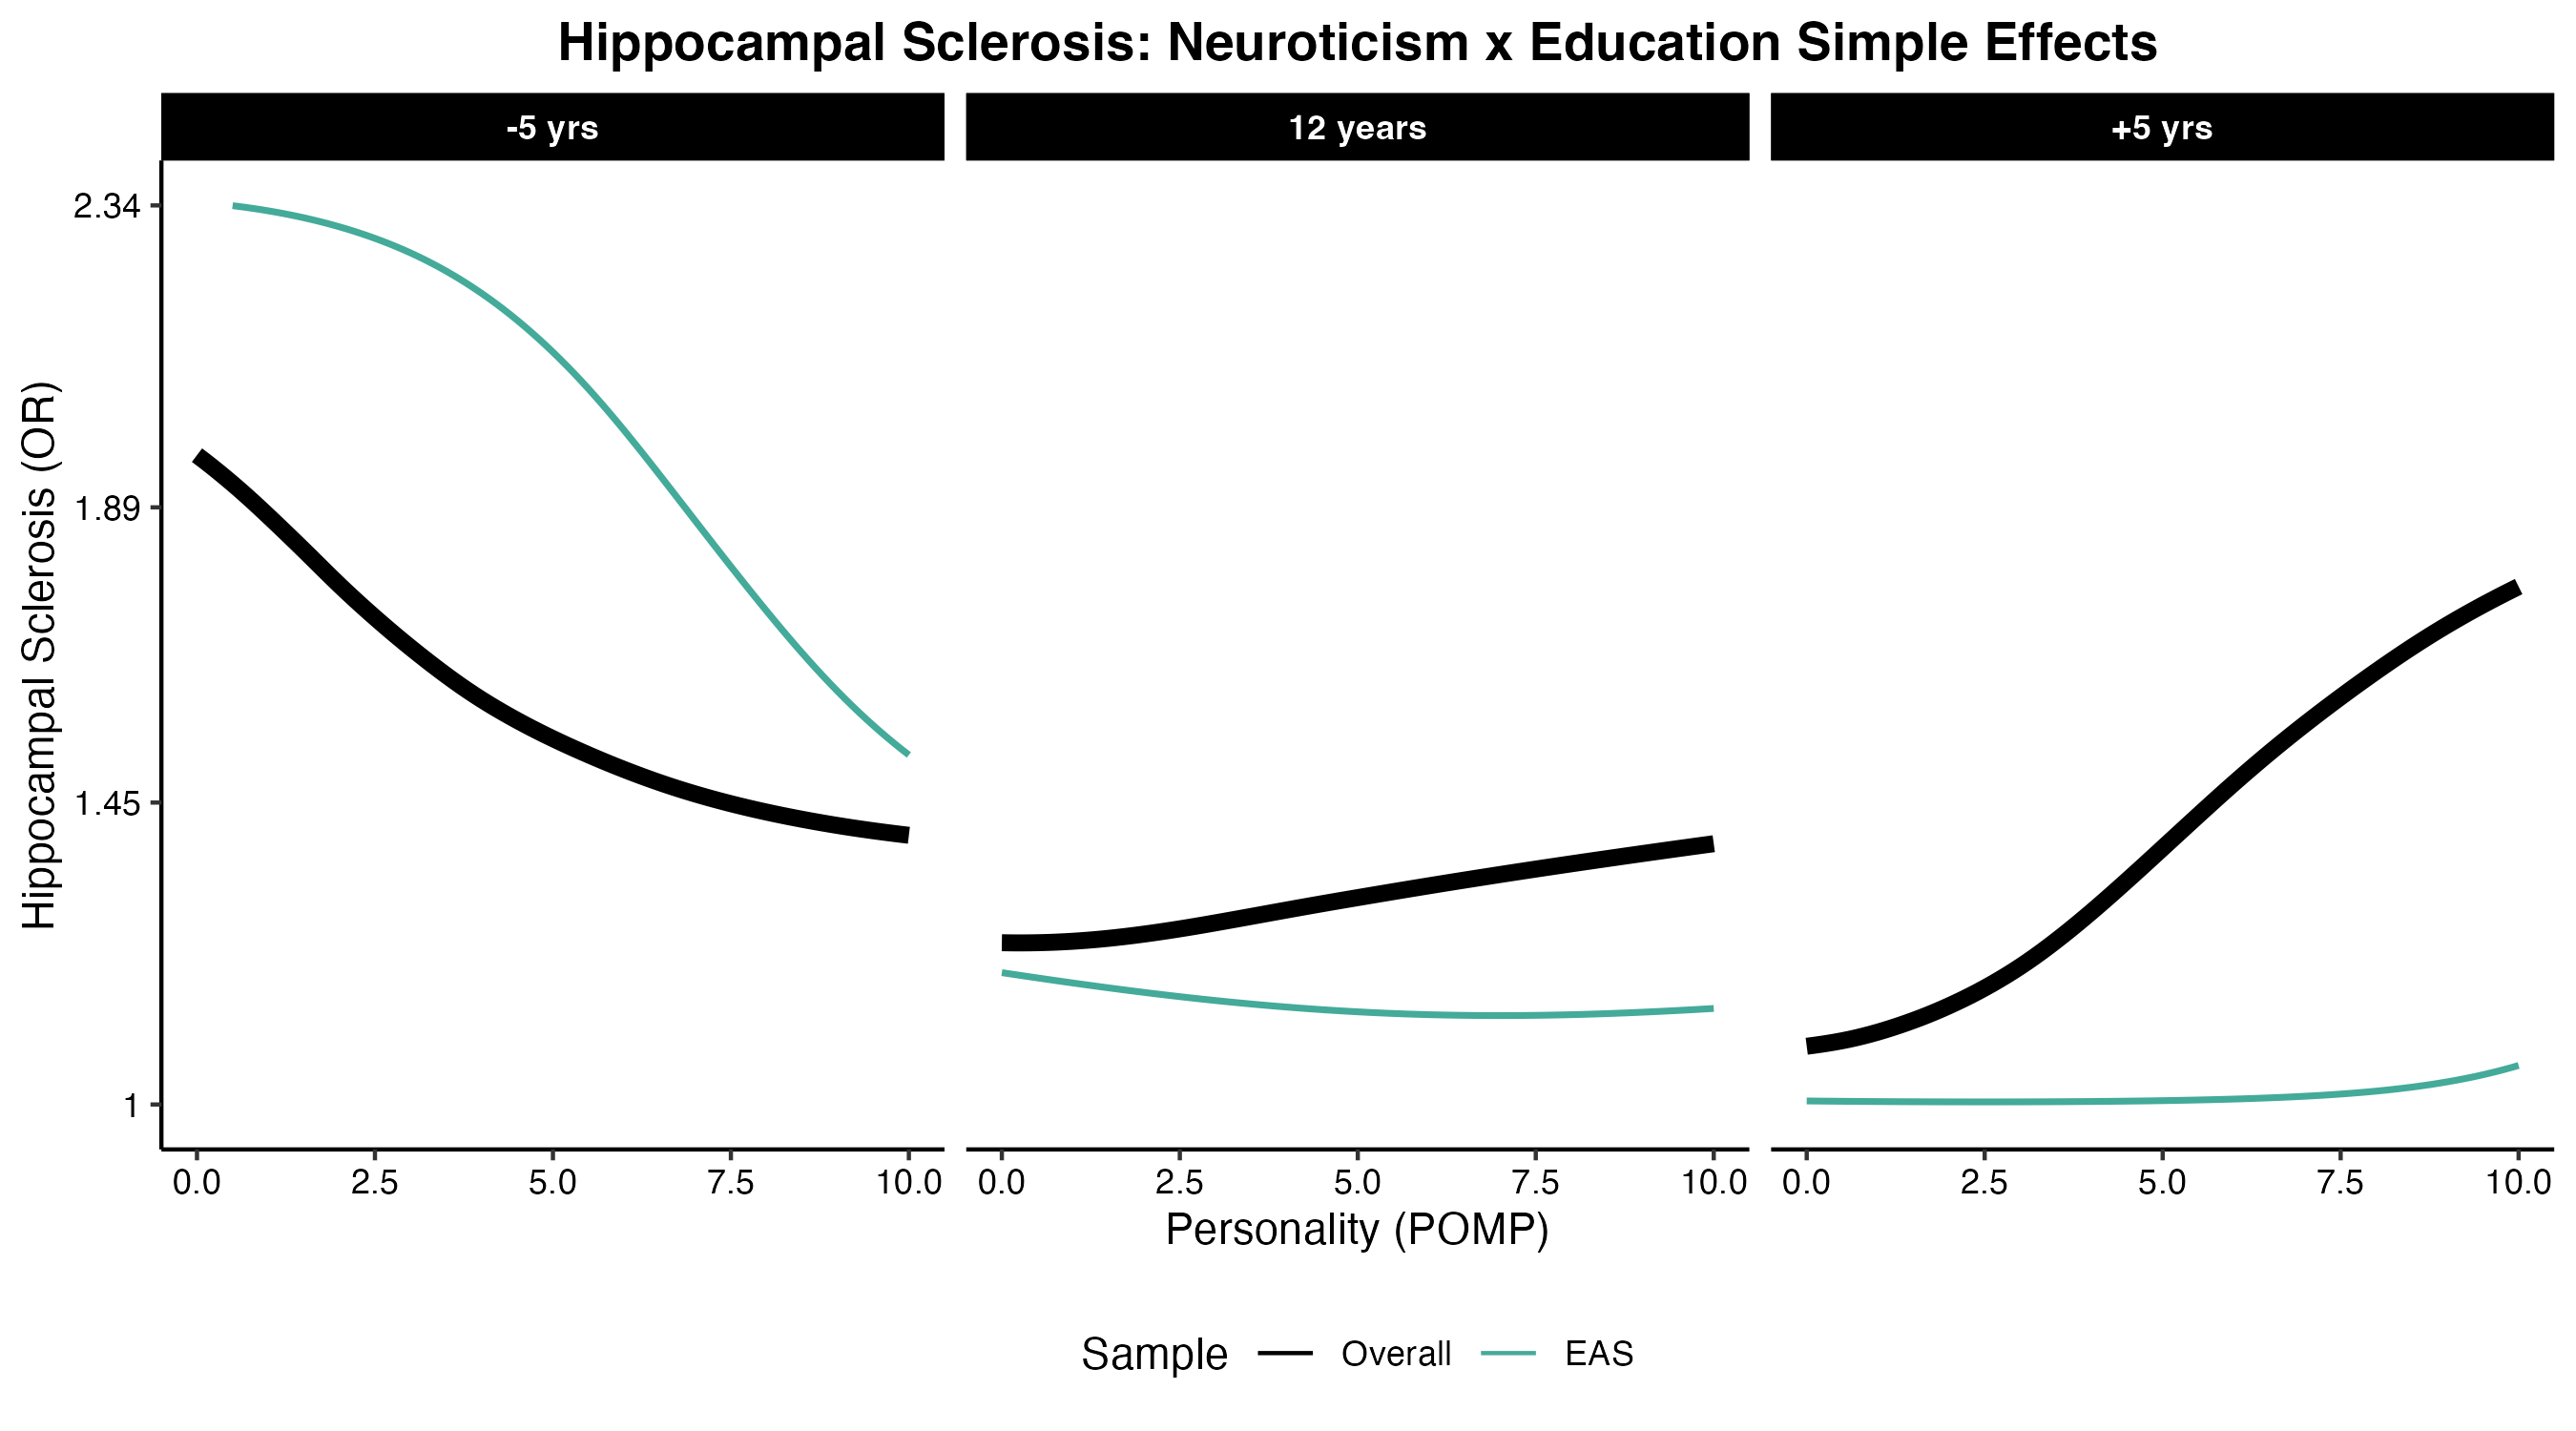 Hippocampal Sclerosis: Neuroticism x Education Simple Effects
-5 yrs
12 years
+5 yrs
Hippocampal Sclerosis (OR)
2.34
1.89
1.45
1
0.0 2.5 5.0 7.5 10.0
0.0 2.5 5.0 7.5 10.0
0.0 2.5 5.0 7.5 10.0
Personality (POMP)
Sample Overall EAS